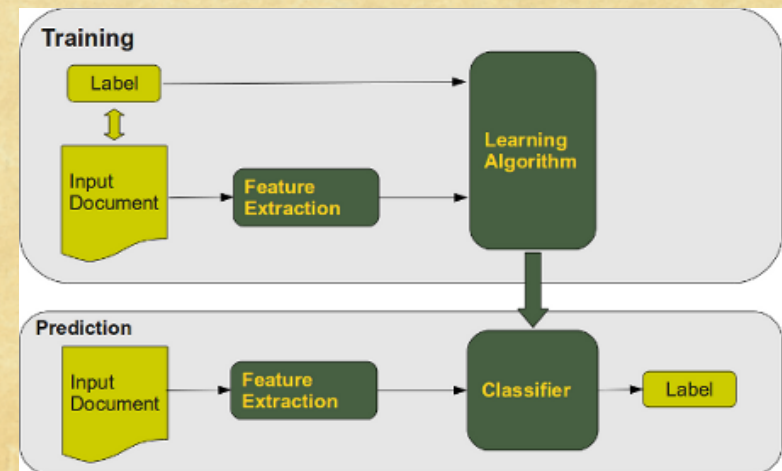 Training
Label
Input
Document
Feature
Extraction
Learning
Algorithm
Prediction
Input
Document
Feature
Extraction
Classifier
Label